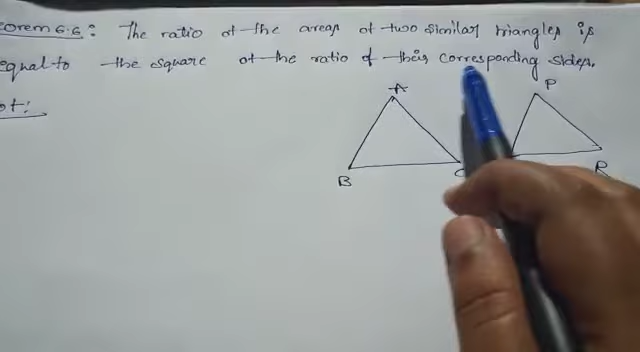 orem 6.6: The ratio of the areas of two similar triangles is
equal to the square of the ratio of their corresponding sides.
ot:
A
P
B
C
R